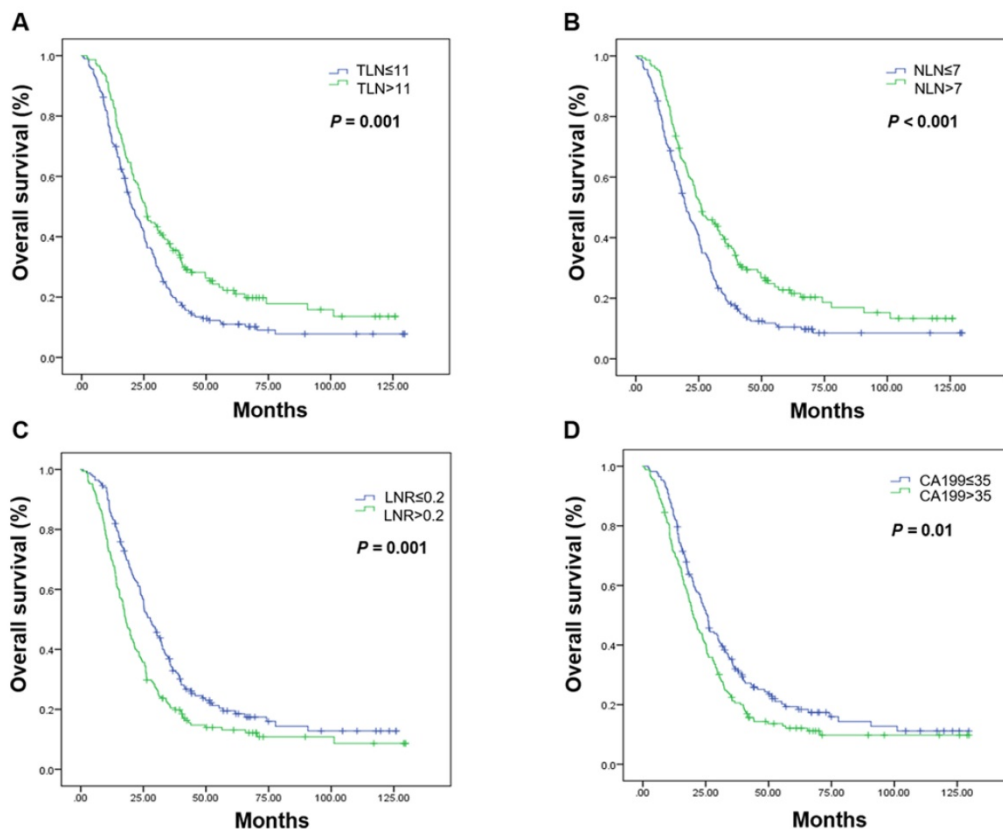 A
Overall survival (%)
1.0
0.8
0.6
0.4
0.2
0.0
TLN≤11
TLN>11
P = 0.001
.00 25.00 50.00 75.00 100.00 125.00
Months
B
Overall survival (%)
1.0
0.8
0.6
0.4
0.2
0.0
NLN≤7
NLN>7
P < 0.001
.00 25.00 50.00 75.00 100.00 125.00
Months
C
Overall survival (%)
1.0
0.8
0.6
0.4
0.2
0.0
LNR≤0.2
LNR>0.2
P = 0.001
.00 25.00 50.00 75.00 100.00 125.00
Months
D
Overall survival (%)
1.0
0.8
0.6
0.4
0.2
0.0
CA199≤35
CA199>35
P = 0.01
.00 25.00 50.00 75.00 100.00 125.00
Months